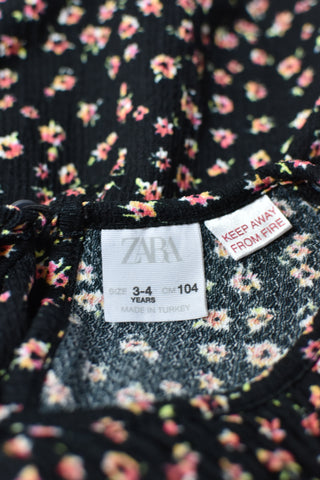 ZARA
SIZE 3-4 CM 104
YEARS
MADE IN TURKEY
KEEP AWAY
FROM FIRE